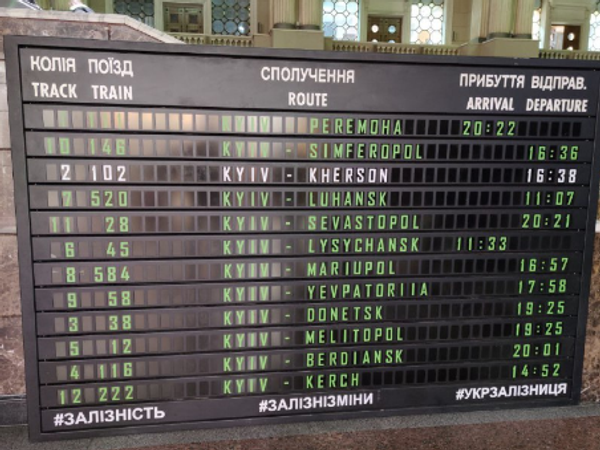 КОЛІЯ ПОЇЗД СПОЛУЧЕННЯ ПРИБУТТЯ ВІДПРАВ.
TRACK TRAIN ROUTE ARRIVAL DEPARTURE
KYIV - PEREMOHA 20:22
10 146 KYIV - SIMFEROPOL 16:36
2 102 KYIV - KHERSON 16:38
7 520 KYIV - LUHANSK 11:07
11 28 KYIV - SEVASTOPOL 20:21
6 45 KYIV - LYSYCHANSK 11:33
8 584 KYIV - MARIUPOL 16:57
9 58 KYIV - YEVPATORIIA 17:58
3 38 KYIV - DONETSK 19:25
5 12 KYIV - MELITOPOL 19:25
4 116 KYIV - BERDIANSK 20:01
12 222 KYIV - KERCH 14:52
#ЗАЛІЗНІСТЬ #ЗАЛІЗНІЗМІНИ #УКРЗАЛІЗНИЦЯ